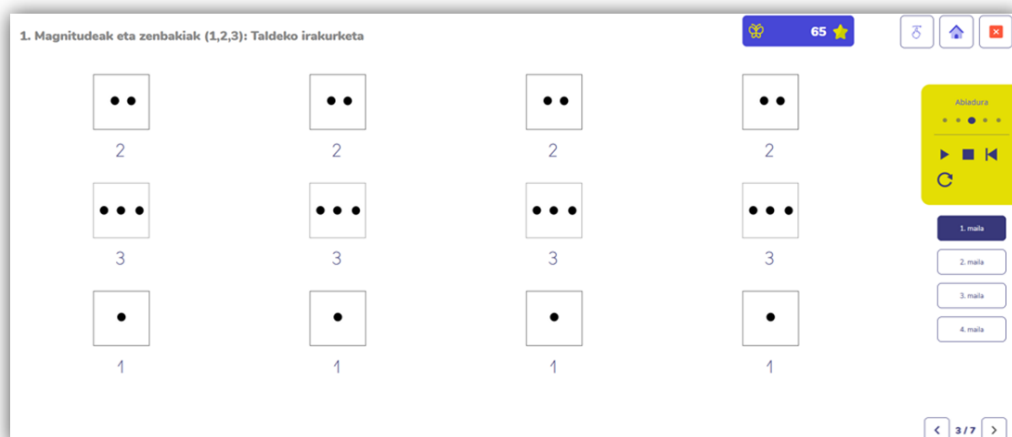 1. Magnitudeak eta zenbakiak (1,2,3): Taldeko irakurketa
65
2 2 2 2
3 3 3 3
1 1 1 1
Abiadura
1. maila
2. maila
3. maila
4. maila
3 / 7